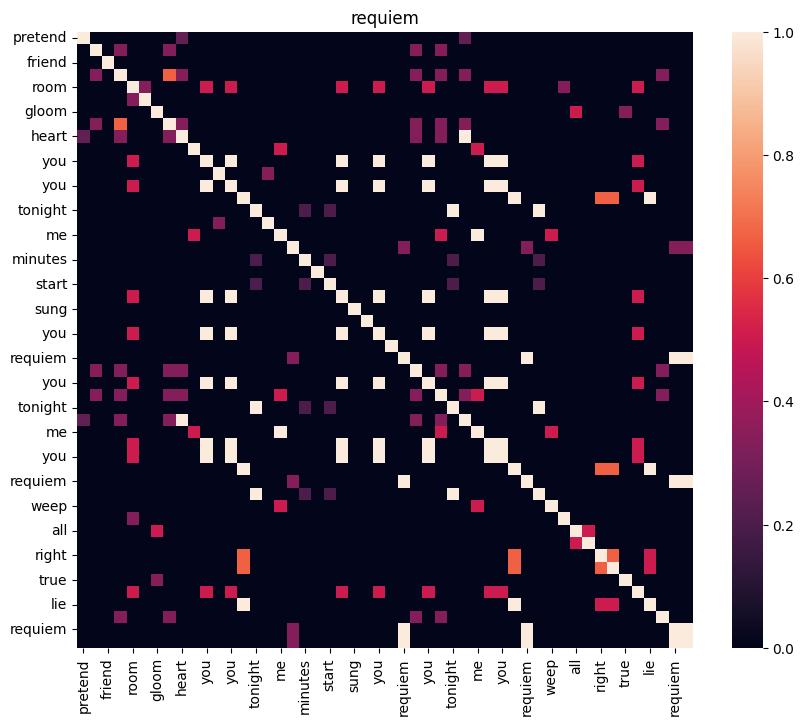 requiem
pretend
friend
room
gloom
heart
you
you
tonight
me
minutes
start
sung
you
requiem
you
tonight
me
you
requiem
weep
all
right
true
lie
requiem
pretend
friend
room
gloom
heart
you
you
tonight
me
minutes
start
sung
you
requiem
you
tonight
me
you
requiem
weep
all
right
true
lie
requiem
1.0
0.8
0.6
0.4
0.2
0.0